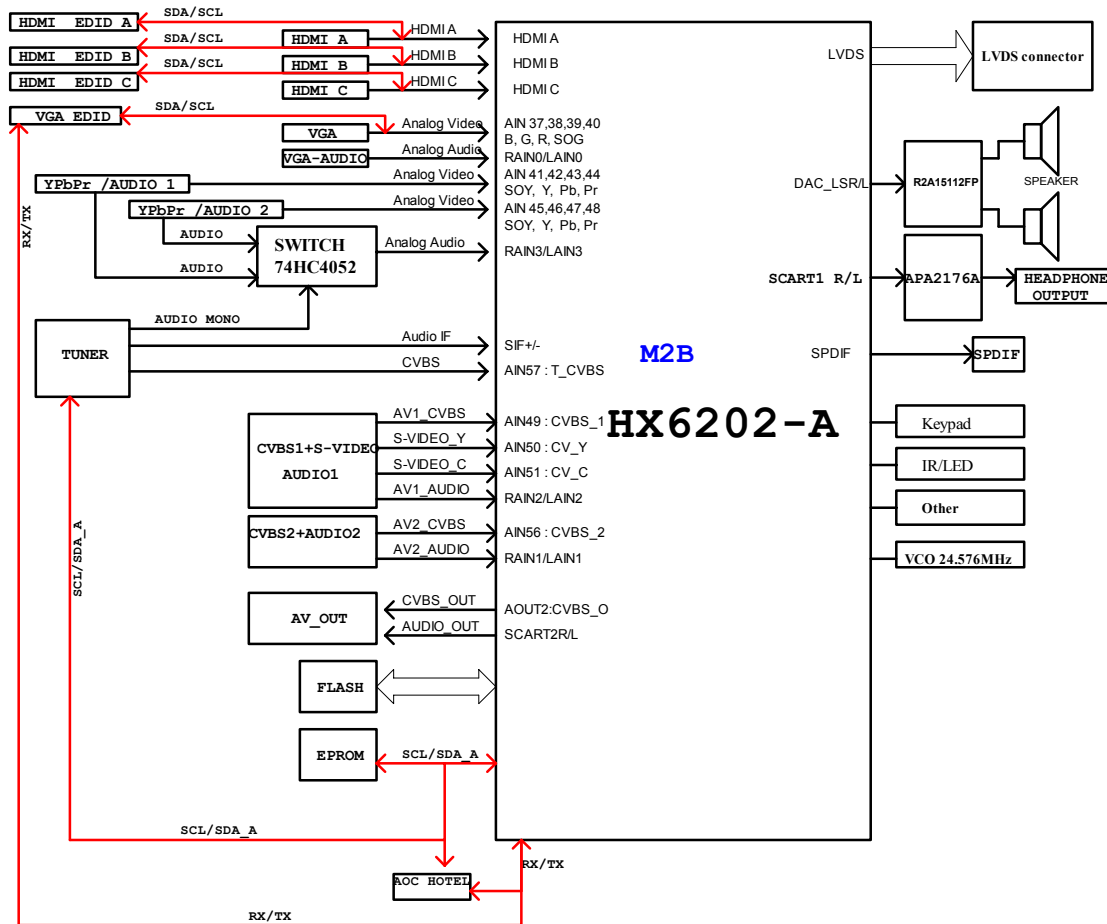 SDA/SCL
HDMI EDID A
HDMI A
HDMI A
HDMI A
SDA/SCL
HDMI EDID B
HDMI B
HDMI B
HDMI B
SDA/SCL
HDMI EDID C
HDMI C
HDMI C
HDMI C
SDA/SCL
VGA EDID
VGA
Analog Video
AIN 37,38,39,40
B, G, R, SOG
VGA-AUDIO
Analog Audio
RAIN0/LAIN0
YPbPr /AUDIO 1
Analog Video
AIN 41,42,43,44
SOY, Y, Pb, Pr
YPBPr /AUDIO 2
Analog Video
AIN 45,46,47,48
SOY, Y, Pb, Pr
RX/TX
AUDIO
AUDIO
SWITCH
74HC4052
Analog Audio
RAIN3/LAIN3
AUDIO MONO
TUNER
Audio IF
SIF+/-
CVBS
AIN57 : T_CVBS
CVBS1+S-VIDEO
AUDIO1
AV1_CVBS
AIN49 : CVBS_1
S-VIDEO_Y
AIN50 : CV_Y
S-VIDEO_C
AIN51 : CV_C
AV1_AUDIO
RAIN2/LAIN2
CVBS2+AUDIO2
AV2_CVBS
AIN56 : CVBS_2
AV2_AUDIO
RAIN1/LAIN1
SCL/SDA_A
AV_OUT
CVBS_OUT
AOUT2:CVBS_O
AUDIO_OUT
SCART2R/L
FLASH
EPROM
SCL/SDA_A
SCL/SDA_A
AOC HOTEL
RX/TX
RX/TX
M2B
HX6202-A
LVDS
LVDS connector
DAC_LSR/L
R2A15112FP
SPEAKER
SCART1 R/L
APA2176A
HEADPHONE
OUTPUT
SPDIF
SPDIF
Keypad
IR/LED
Other
VCO 24.576MHz